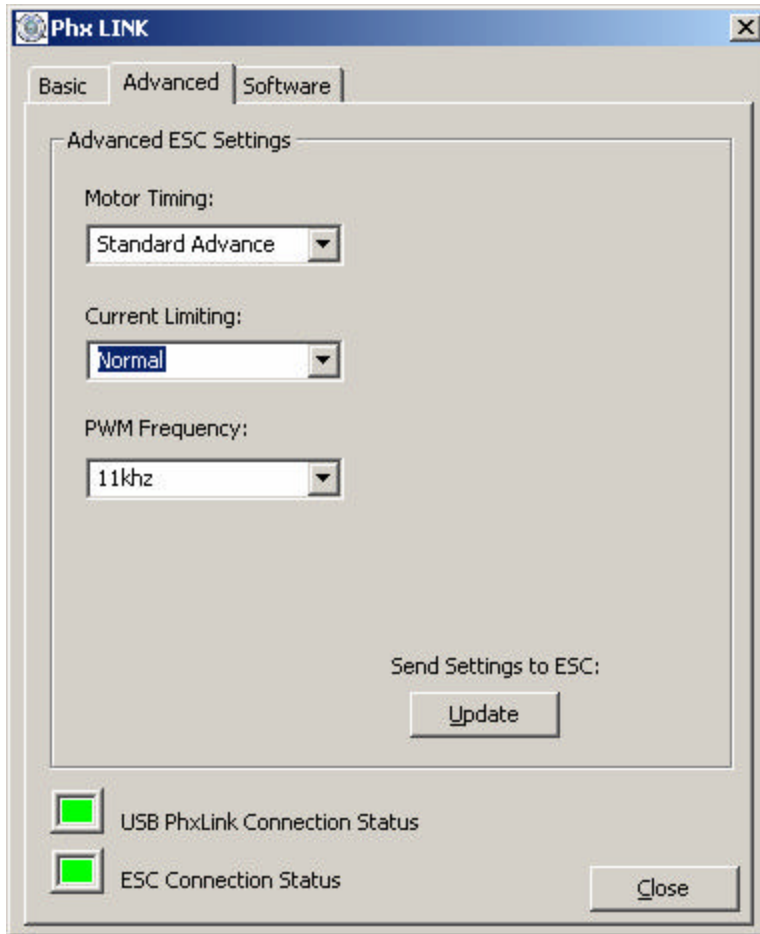 Phx LINK
Basic Advanced Software
Advanced ESC Settings
Motor Timing:
Standard Advance
Current Limiting:
Normal
PWM Frequency:
11khz
Send Settings to ESC:
Update
USB PhxLink Connection Status
ESC Connection Status
Close